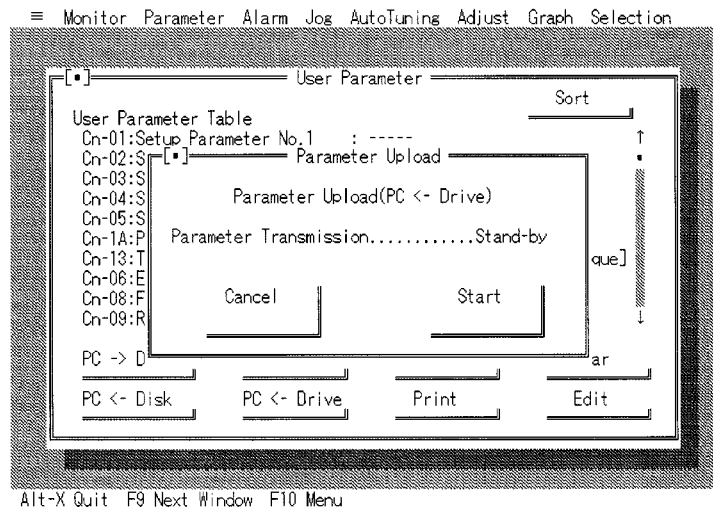 ≡ Monitor Parameter Alarm Jog AutoTuning Adjust Graph Selection
[▪] User Parameter
Sort
User Parameter Table
Cn-01:Setup Parameter No.1 : ----- ↑
Cn-02:S [▪] Parameter Upload
Cn-03:S
Cn-04:S Parameter Upload(PC <- Drive)
Cn-05:S
Cn-1A:P Parameter Transmission............Stand-by
Cn-13:T que]
Cn-06:E
Cn-08:F Cancel Start
Cn-09:R ↓
PC -> D ar
PC <- Disk PC <- Drive Print Edit
Alt-X Quit F9 Next Window F10 Menu